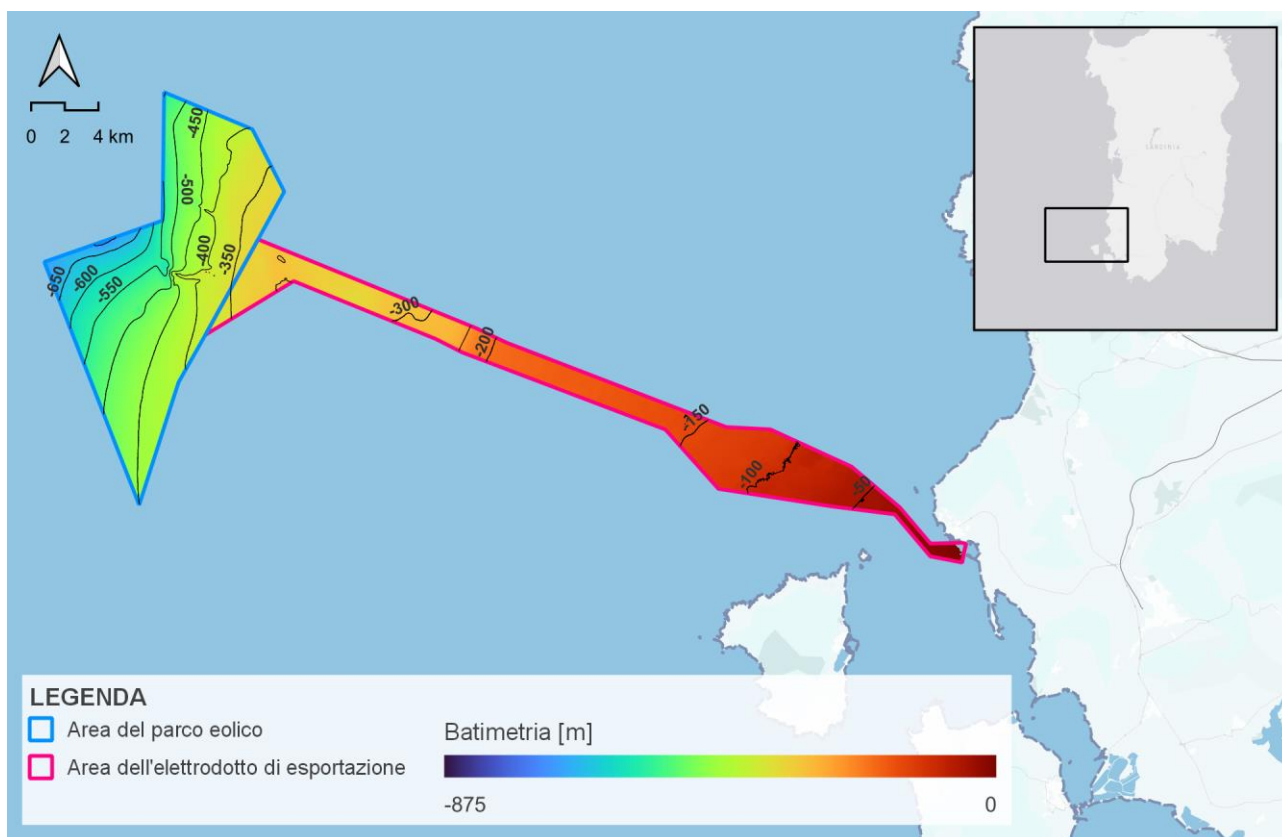 0 2 4 km
SARDINIA
-450
-500
-400
-350
-650
-600
-550
-300
-200
-150
-100
-50
LEGENDA
Area del parco eolico
Area dell'elettrodotto di esportazione
Batimetria [m]
-875 0